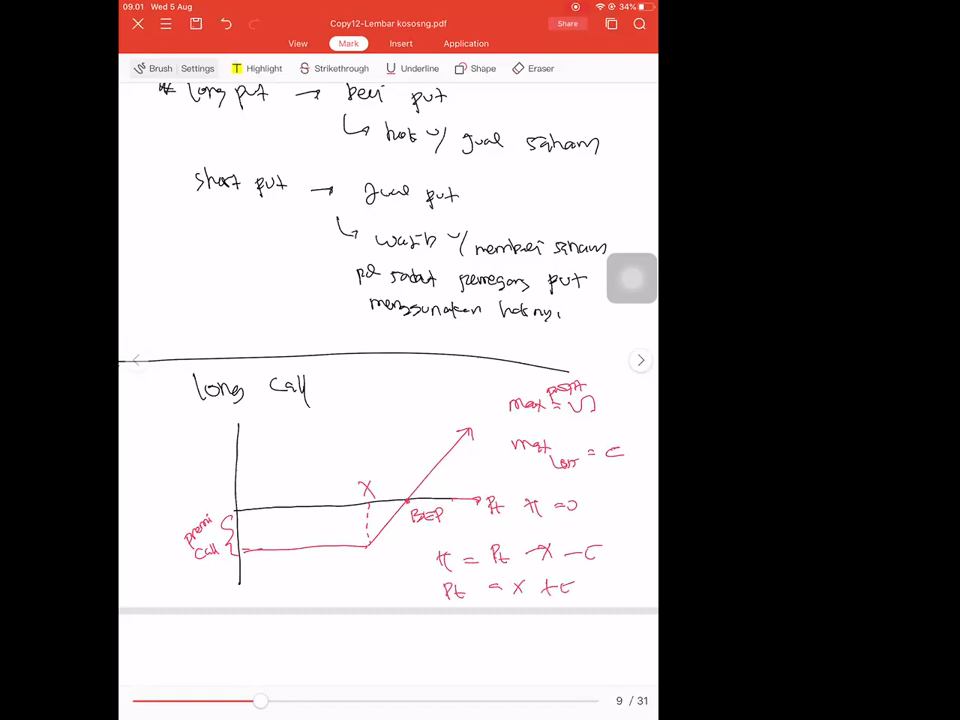 09.01 Wed 5 Aug
34%
Copy12-Lembar kososng.pdf
Share
View Mark Insert Application
Brush Settings Highlight Strikethrough Underline Shape Eraser
* long put → beli put
↳ hak u/ jual saham
short put → jual put
↳ wajib u/ membeli saham
pd saat pemegang put
menggunakan haknya
long call
max profit =
max loss = c
X
BEP
Pt π = 0
premi
call
π = Pt - X - C
Pt = X + C
9 / 31